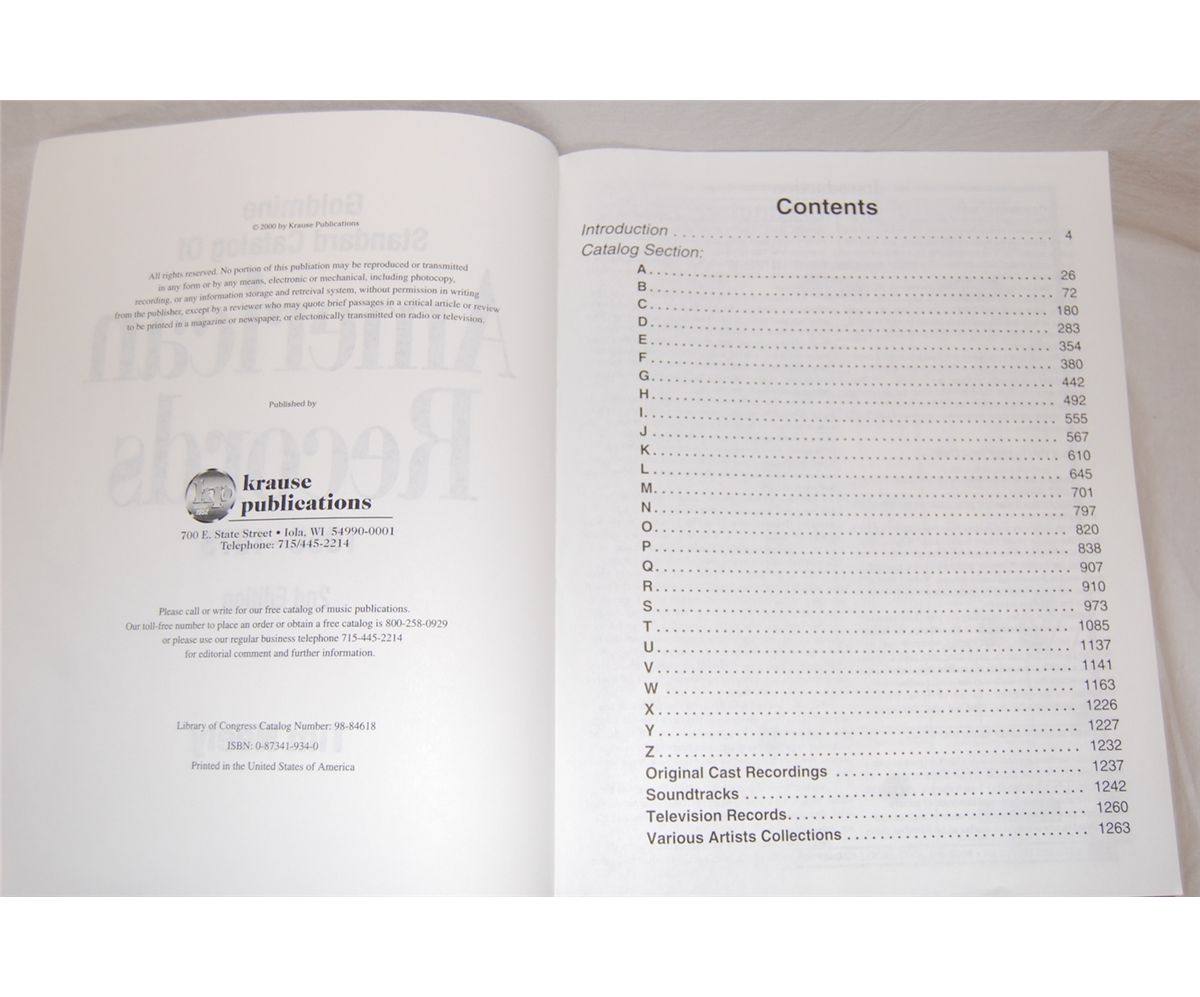 © 2000 by Krause Publications
All rights reserved. No portion of this publiation may be reproduced or transmitted
in any form or by any means, electronic or mechanical, including photocopy,
recording, or any information storage and retreival system, without permission in writing
from the publisher, except by a reviewer who may quote brief passages in a critical article or review
to be printed in a magazine or newspaper, or electonically transmitted on radio or television.
Published by
kp
1952
krause
publications
700 E. State Street • Iola, WI 54990-0001
Telephone: 715/445-2214
Please call or write for our free catalog of music publications.
Our toll-free number to place an order or obtain a free catalog is 800-258-0929
or please use our regular business telephone 715-445-2214
for editorial comment and further information.
Library of Congress Catalog Number: 98-84618
ISBN: 0-87341-934-0
Printed in the United States of America
Contents
Introduction . . . . 4
Catalog Section:
A . . . . 26
B . . . . 72
C . . . . 180
D . . . . 283
E . . . . 354
F . . . . 380
G . . . . 442
H . . . . 492
I . . . . 555
J . . . . 567
K . . . . 610
L . . . . 645
M . . . . 701
N . . . . 797
O . . . . 820
P . . . . 838
Q . . . . 907
R . . . . 910
S . . . . 973
T . . . . 1085
U . . . . 1137
V . . . . 1141
W . . . . 1163
X . . . . 1226
Y . . . . 1227
Z . . . . 1232
Original Cast Recordings . . . . 1237
Soundtracks . . . . 1242
Television Records . . . . 1260
Various Artists Collections . . . . 1263